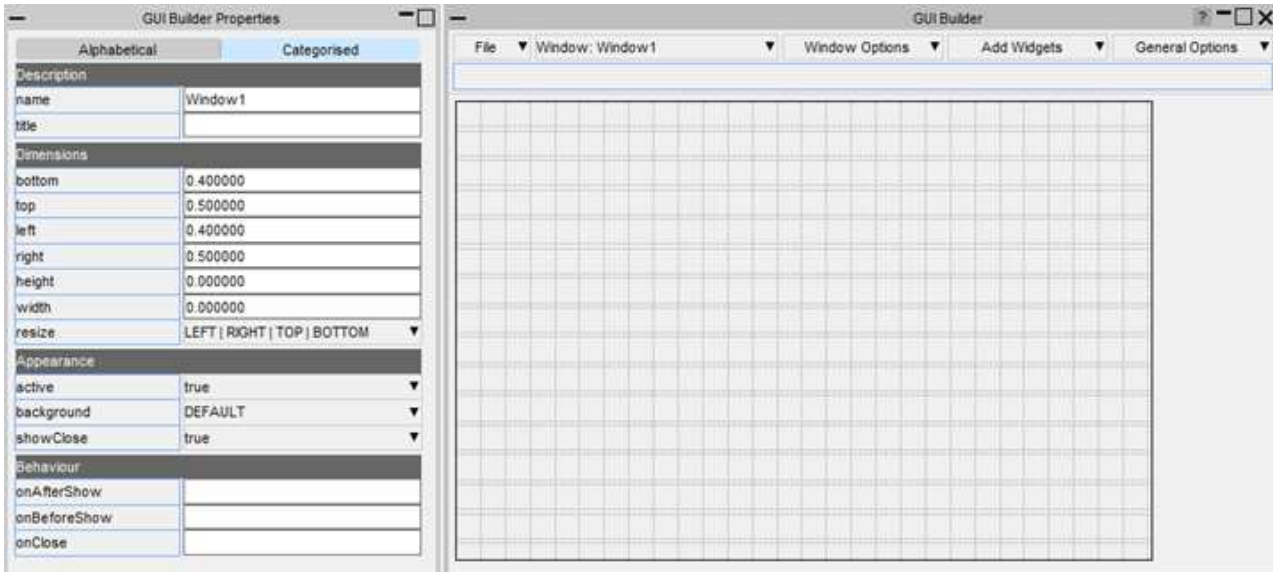 GUI Builder Properties
Alphabetical Categorised
Description
name Window1
title
Dimensions
bottom 0.400000
top 0.500000
left 0.400000
right 0.500000
height 0.000000
width 0.000000
resize LEFT | RIGHT | TOP | BOTTOM
Appearance
active true
background DEFAULT
showClose true
Behaviour
onAfterShow
onBeforeShow
onClose
GUI Builder ?
File Window: Window1 Window Options Add Widgets General Options